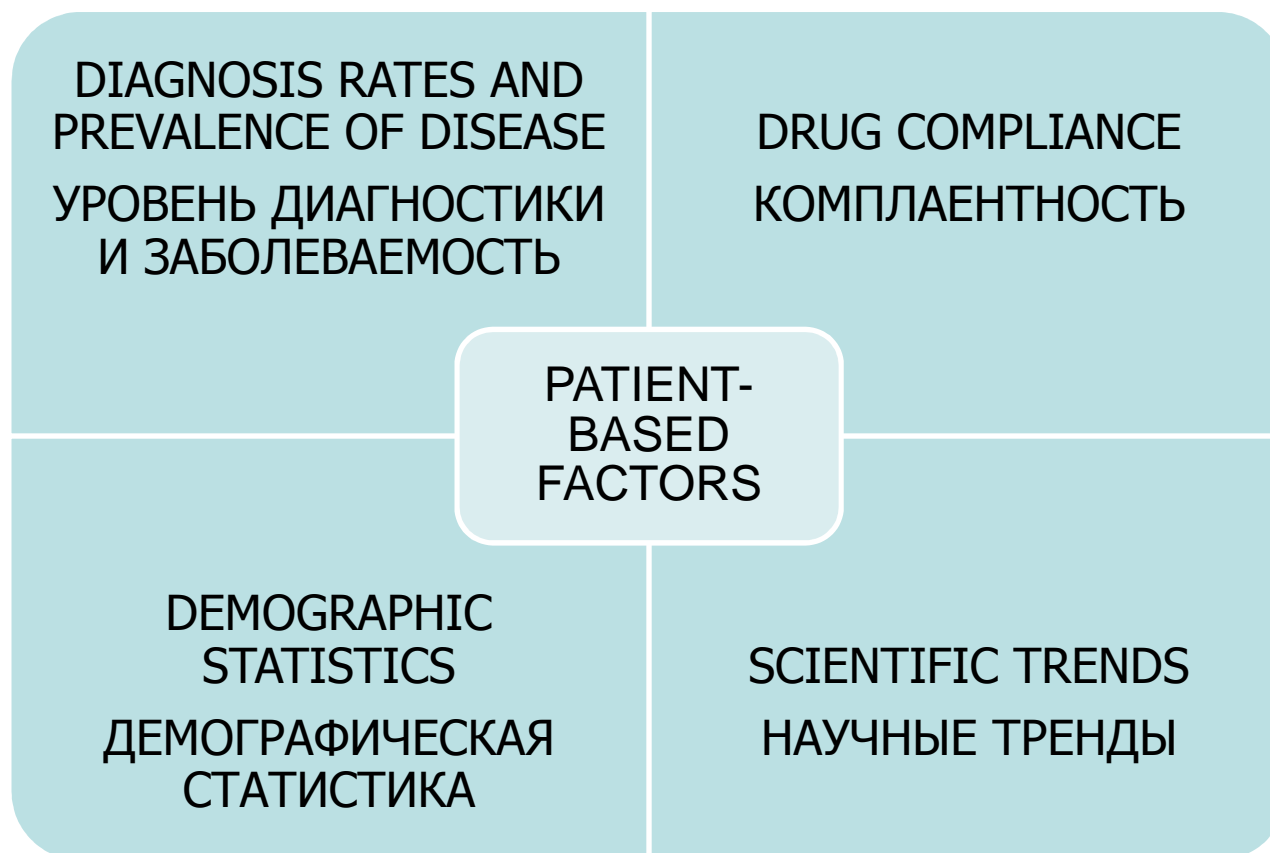 DIAGNOSIS RATES AND
PREVALENCE OF DISEASE
УРОВЕНЬ ДИАГНОСТИКИ
И ЗАБОЛЕВАЕМОСТЬ
DRUG COMPLIANCE
КОМПЛАЕНТНОСТЬ
PATIENT-
BASED
FACTORS
DEMOGRAPHIC
STATISTICS
ДЕМОГРАФИЧЕСКАЯ
СТАТИСТИКА
SCIENTIFIC TRENDS
НАУЧНЫЕ ТРЕНДЫ